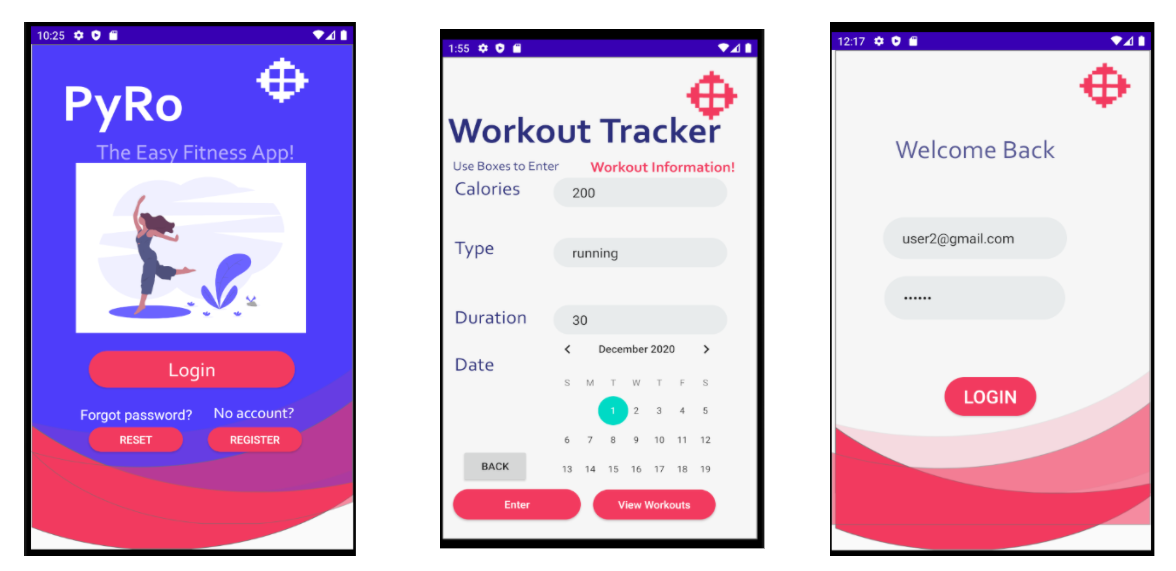 10:25
PyRo
The Easy Fitness App!
Login
Forgot password? No account?
RESET REGISTER
1:55
Workout Tracker
Use Boxes to Enter Workout Information!
Calories 200
Type running
Duration 30
Date
December 2020
S M T W T F S
1 2 3 4 5
6 7 8 9 10 11 12
13 14 15 16 17 18 19
BACK
Enter View Workouts
12:17
Welcome Back
user2@gmail.com
••••••
LOGIN